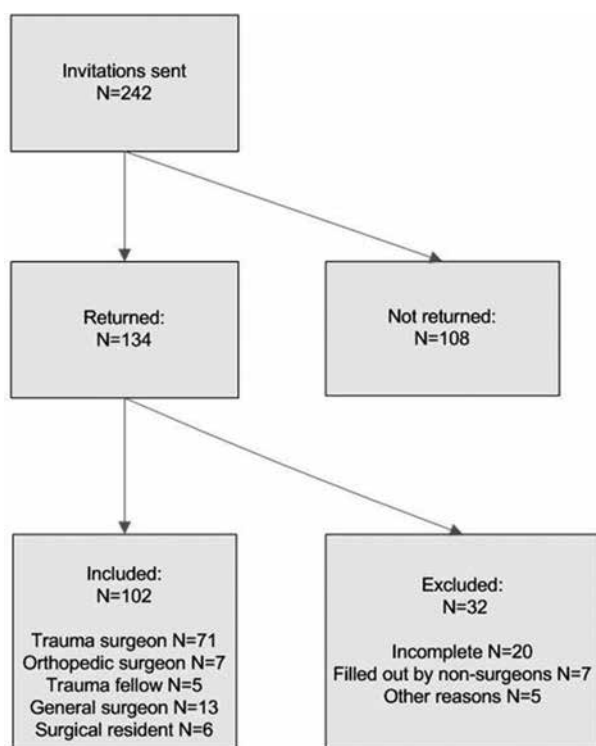 Invitations sent
N=242
Returned:
N=134
Not returned:
N=108
Included:
N=102
Trauma surgeon N=71
Orthopedic surgeon N=7
Trauma fellow N=5
General surgeon N=13
Surgical resident N=6
Excluded:
N=32
Incomplete N=20
Filled out by non-surgeons N=7
Other reasons N=5